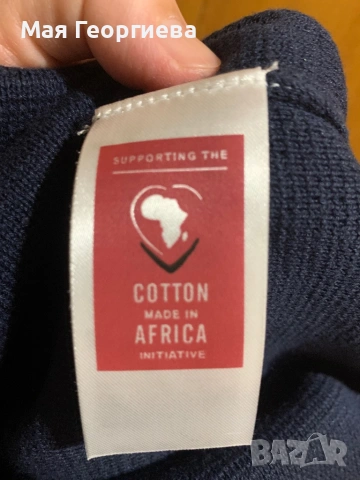 Мая Георгиева
SUPPORTING THE
COTTON
MADE IN
AFRICA
INITIATIVE
BAZAR